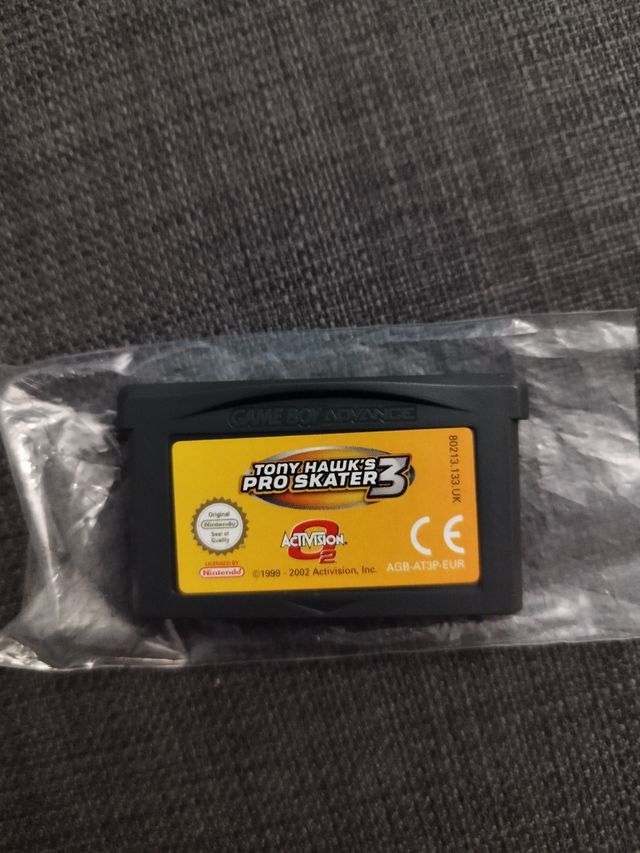 GAME BOY ADVANCE
TONY HAWK'S
PRO SKATER 3
80213.133.UK
Original
Nintendo
Seal of
Quality
ACTIVISION
O2
LICENSED BY
Nintendo
©1999 - 2002 Activision, Inc.
CE
AGB-AT3P-EUR